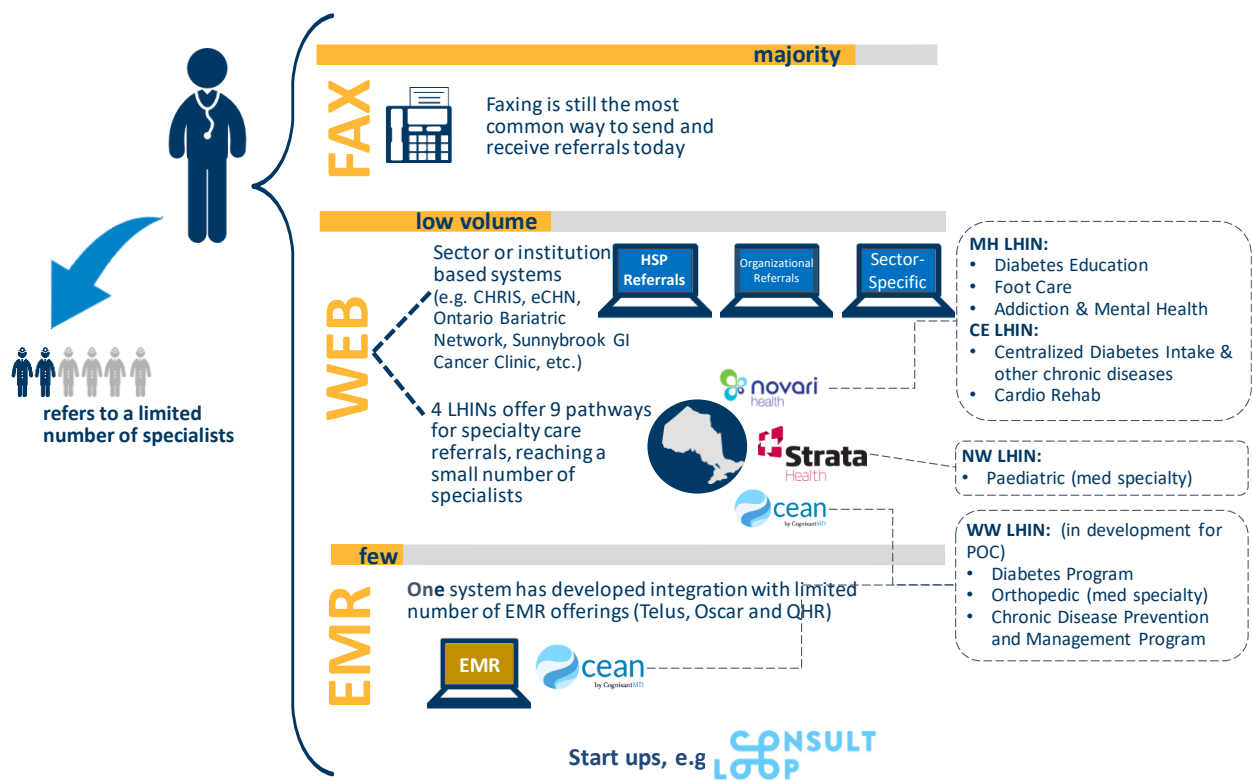 majority
FAX
Faxing is still the most
common way to send and
receive referrals today
refers to a limited
number of specialists
low volume
WEB
Sector or institution
based systems
(e.g. CHRIS, eCHN,
Ontario Bariatric
Network, Sunnybrook GI
Cancer Clinic, etc.)
HSP
Referrals
Organizational
Referrals
Sector-
Specific
4 LHINs offer 9 pathways
for specialty care
referrals, reaching a
small number of
specialists
novari
health
Strata
Health
cean
by CognisantMD
MH LHIN:
• Diabetes Education
• Foot Care
• Addiction & Mental Health
CE LHIN:
• Centralized Diabetes Intake &
other chronic diseases
• Cardio Rehab
NW LHIN:
• Paediatric (med specialty)
WW LHIN: (in development for
POC)
• Diabetes Program
• Orthopedic (med specialty)
• Chronic Disease Prevention
and Management Program
few
EMR
One system has developed integration with limited
number of EMR offerings (Telus, Oscar and QHR)
EMR
cean
by CognisantMD
Start ups, e.g
CONSULT
LOOP